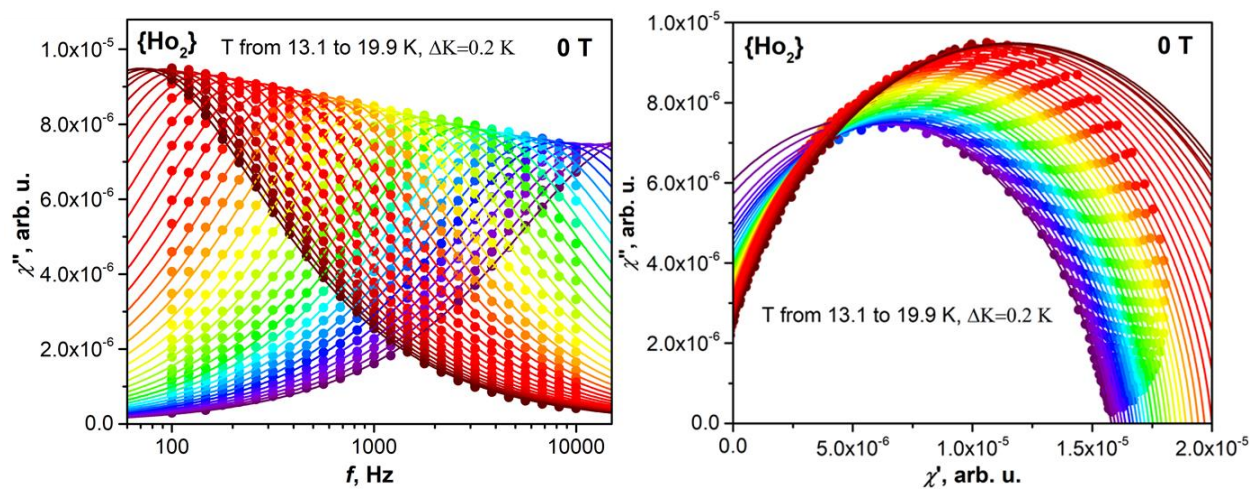 {Ho₂} T from 13.1 to 19.9 K, ΔK=0.2 K 0 T
1.0x10⁻⁵
8.0x10⁻⁶
6.0x10⁻⁶
4.0x10⁻⁶
2.0x10⁻⁶
0.0
χ'', arb. u.
100 1000 10000
f, Hz
{Ho₂} 0 T
1.0x10⁻⁵
8.0x10⁻⁶
6.0x10⁻⁶
4.0x10⁻⁶
2.0x10⁻⁶
0.0
χ'', arb. u.
T from 13.1 to 19.9 K, ΔK=0.2 K
0.0 5.0x10⁻⁶ 1.0x10⁻⁵ 1.5x10⁻⁵ 2.0x10⁻⁵
χ', arb. u.